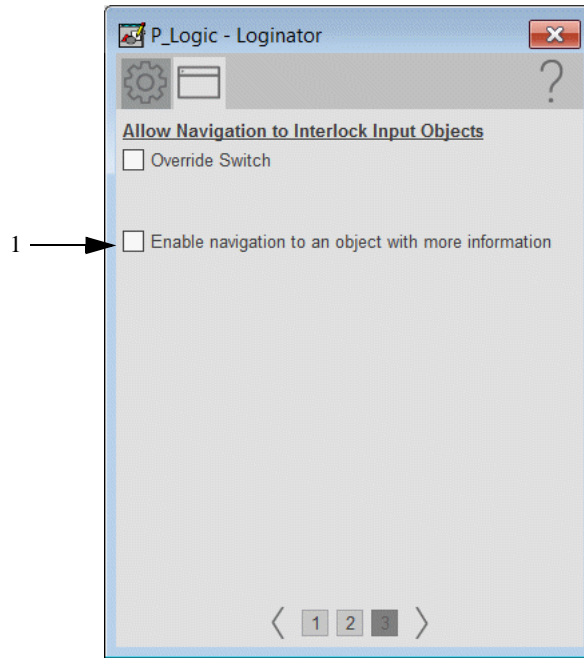 P_Logic - Loginator
?
Allow Navigation to Interlock Input Objects
Override Switch
1
Enable navigation to an object with more information
1 2 3